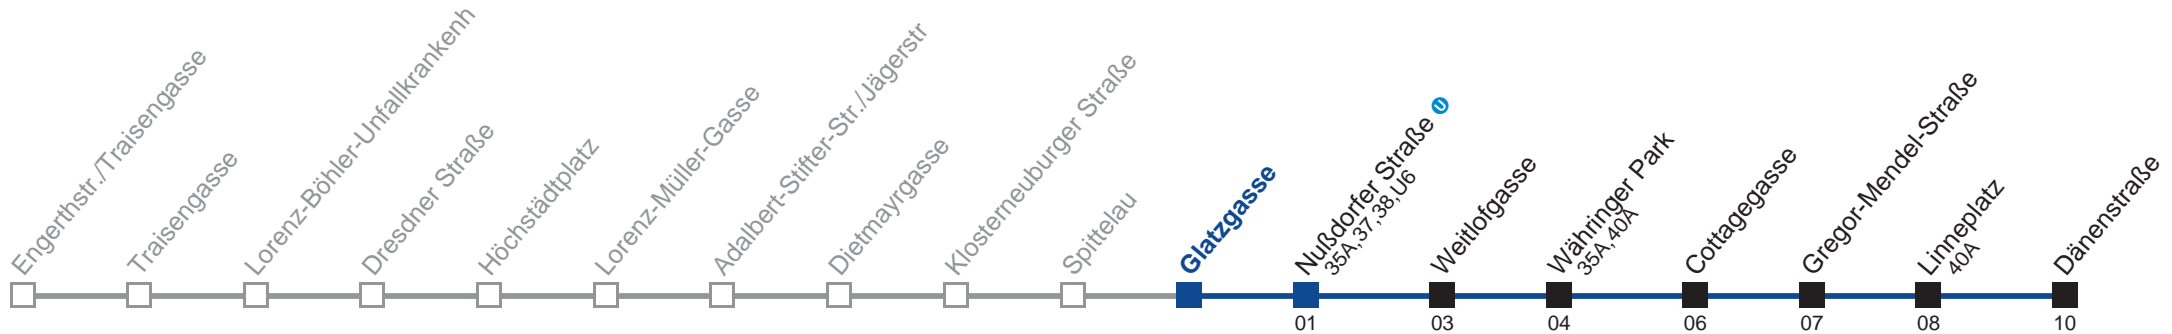 Engerthstr./Traisengasse
Traisengasse
Lorenz-Böhler-Unfallkrankenh
Dresdner Straße
Höchstädtplatz
Lorenz-Müller-Gasse
Adalbert-Stifter-Str./Jägerstr
Dietmayrgasse
Klosterneuburger Straße
Spittelau
Glatzgasse
Nußdorfer Straße U
35A,37,38,U6
Weitlofgasse
Währinger Park
35A,40A
Cottagegasse
Gregor-Mendel-Straße
Linneplatz
40A
Dänenstraße
01 03 04 06 07 08 10